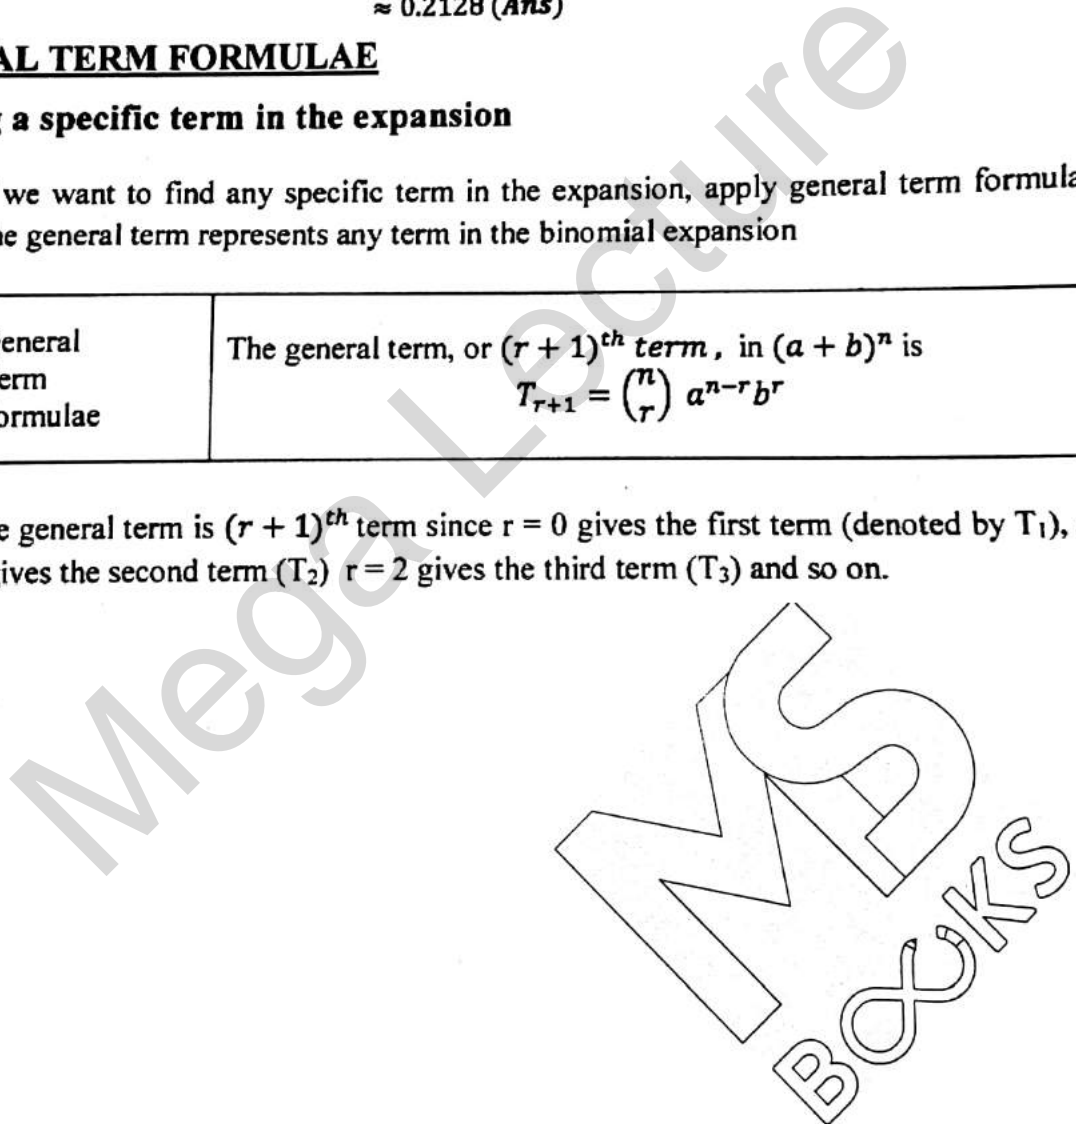 ≈ 0.2128 (Ans)
AL TERM FORMULAE
a specific term in the expansion
we want to find any specific term in the expansion, apply general term formula
e general term represents any term in the binomial expansion
eneral
erm
ormulae
The general term, or (r + 1)^th term, in (a + b)^n is
T_{r+1} = \binom{n}{r} a^{n-r} b^r
e general term is (r + 1)^th term since r = 0 gives the first term (denoted by T₁),
ives the second term (T₂) r = 2 gives the third term (T₃) and so on.
Mega Lecture
MS
BOOKS